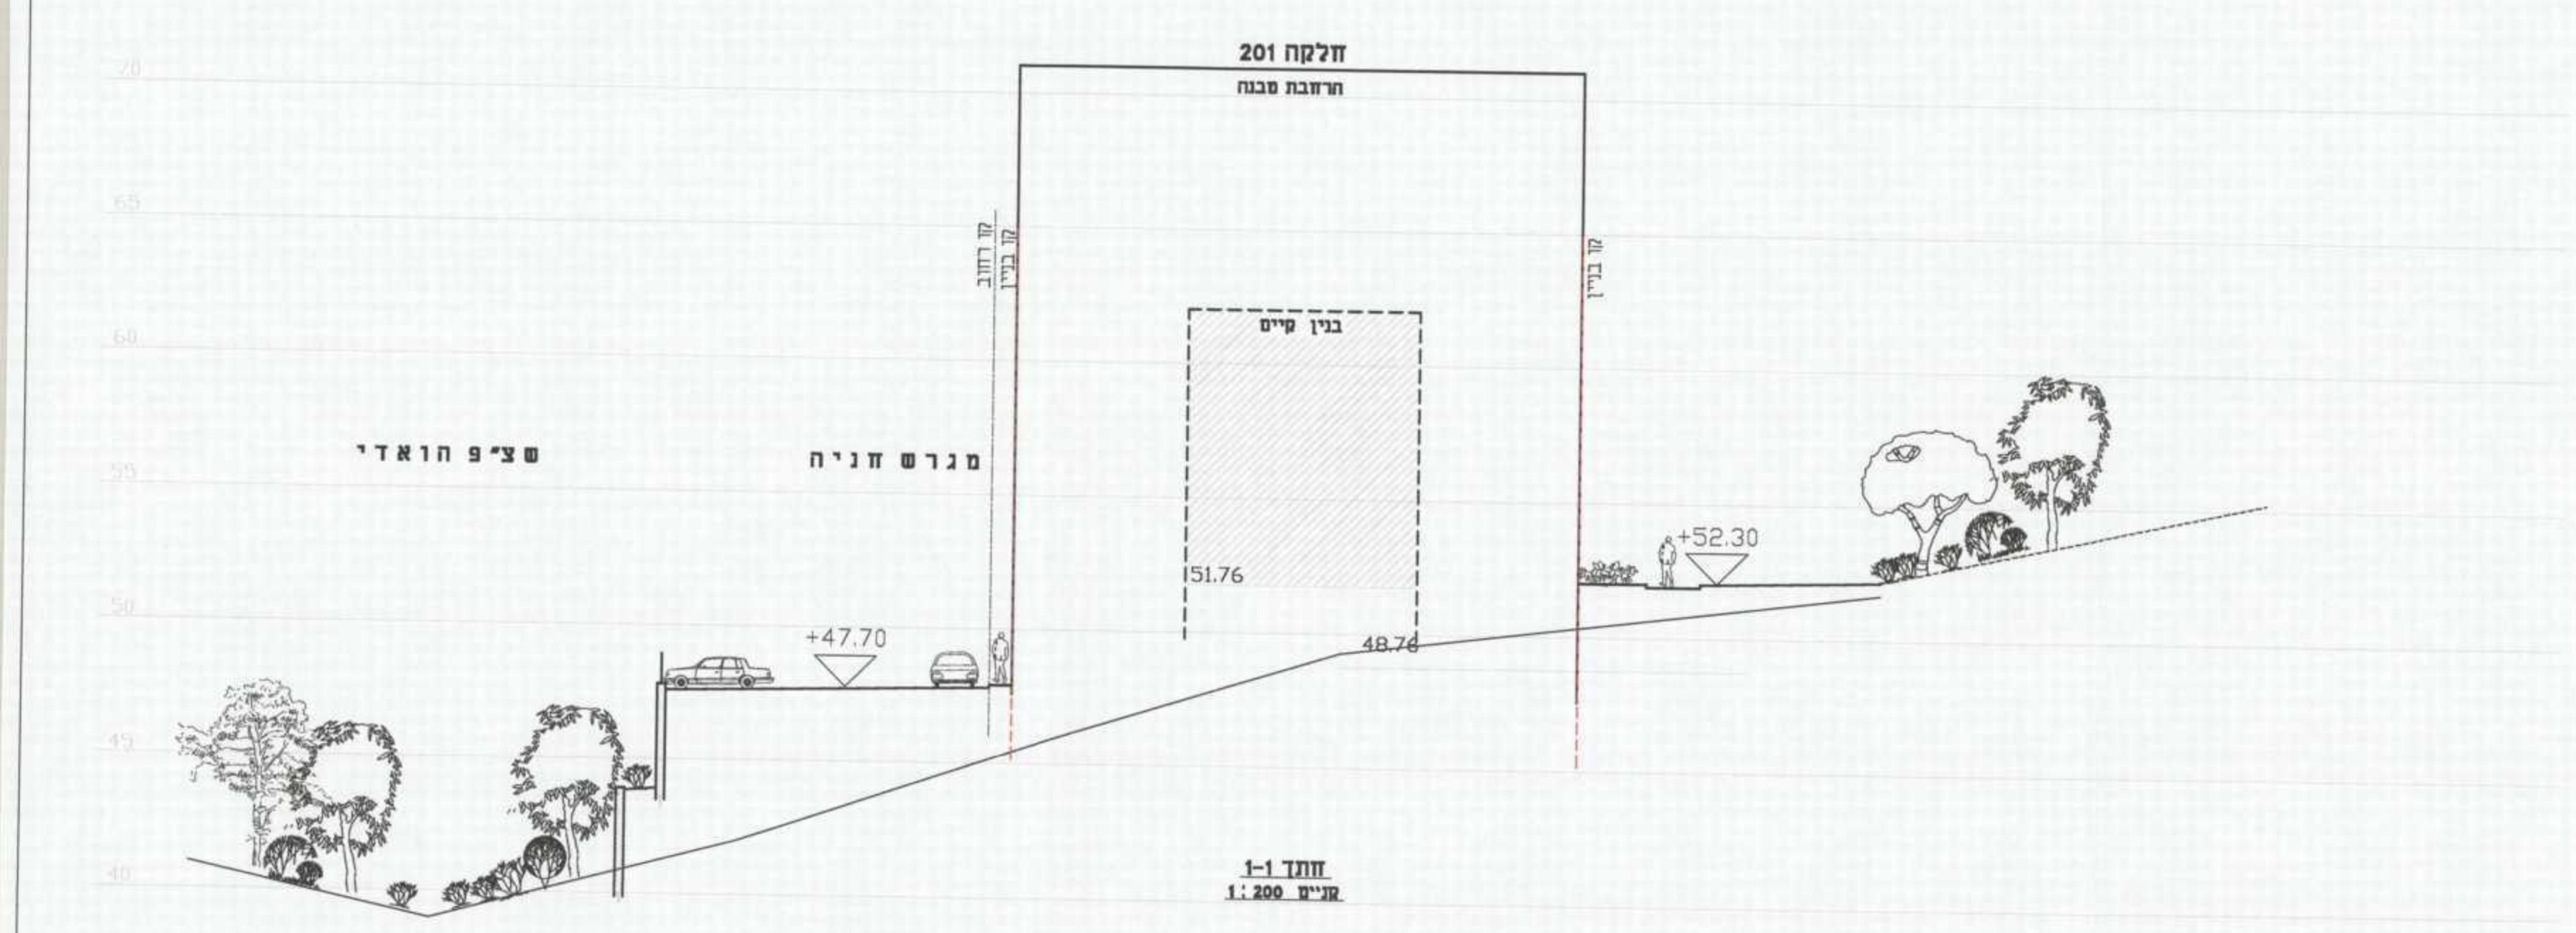 חלקה 201
הרחבת מבנה
70
65
60
55
50
45
40
קו רחוב
קו בניין
קו בניין
בנין קיים
שצ"פ הואדי
מגרש חניה
51.76
48.76
+47.70
+52.30
חתך 1-1
קניים 200 : 1